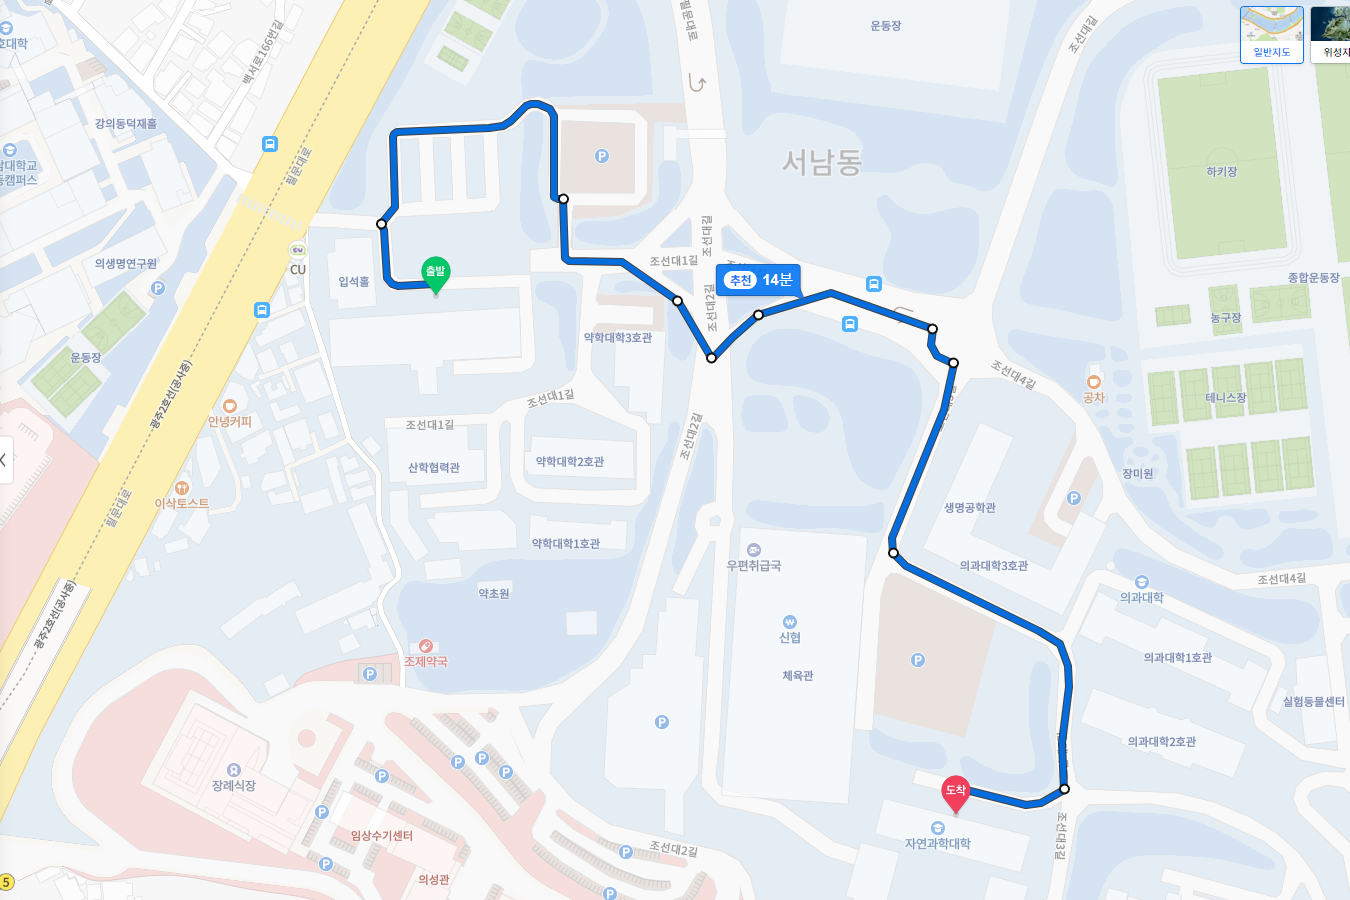 일반지도
위성지
운동장
필문대로
조선대길
백서로166번길
호대학
강의동덕재홀
필문대로
서남동
하키장
남대학교
동캠퍼스
의생명연구원
CU
입석홀
출발
조선대1길
조선대길
추천 14분
종합운동장
농구장
조선대2길
약학대학3호관
운동장
광주2호선(공사중)
조선대4길
공차
테니스장
안녕커피
조선대1길
조선대1길
조선대2길
산학협력관
약학대학2호관
장미원
이삭토스트
필문대로
생명공학관
약학대학1호관
우편취급국
의과대학3호관
조선대4길
의과대학
약초원
광주2호선(공사중)
신협
조제약국
체육관
의과대학1호관
실험동물센터
의과대학2호관
장례식장
도착
임상수기센터
조선대2길
자연과학대학
조선대3길
의성관
5